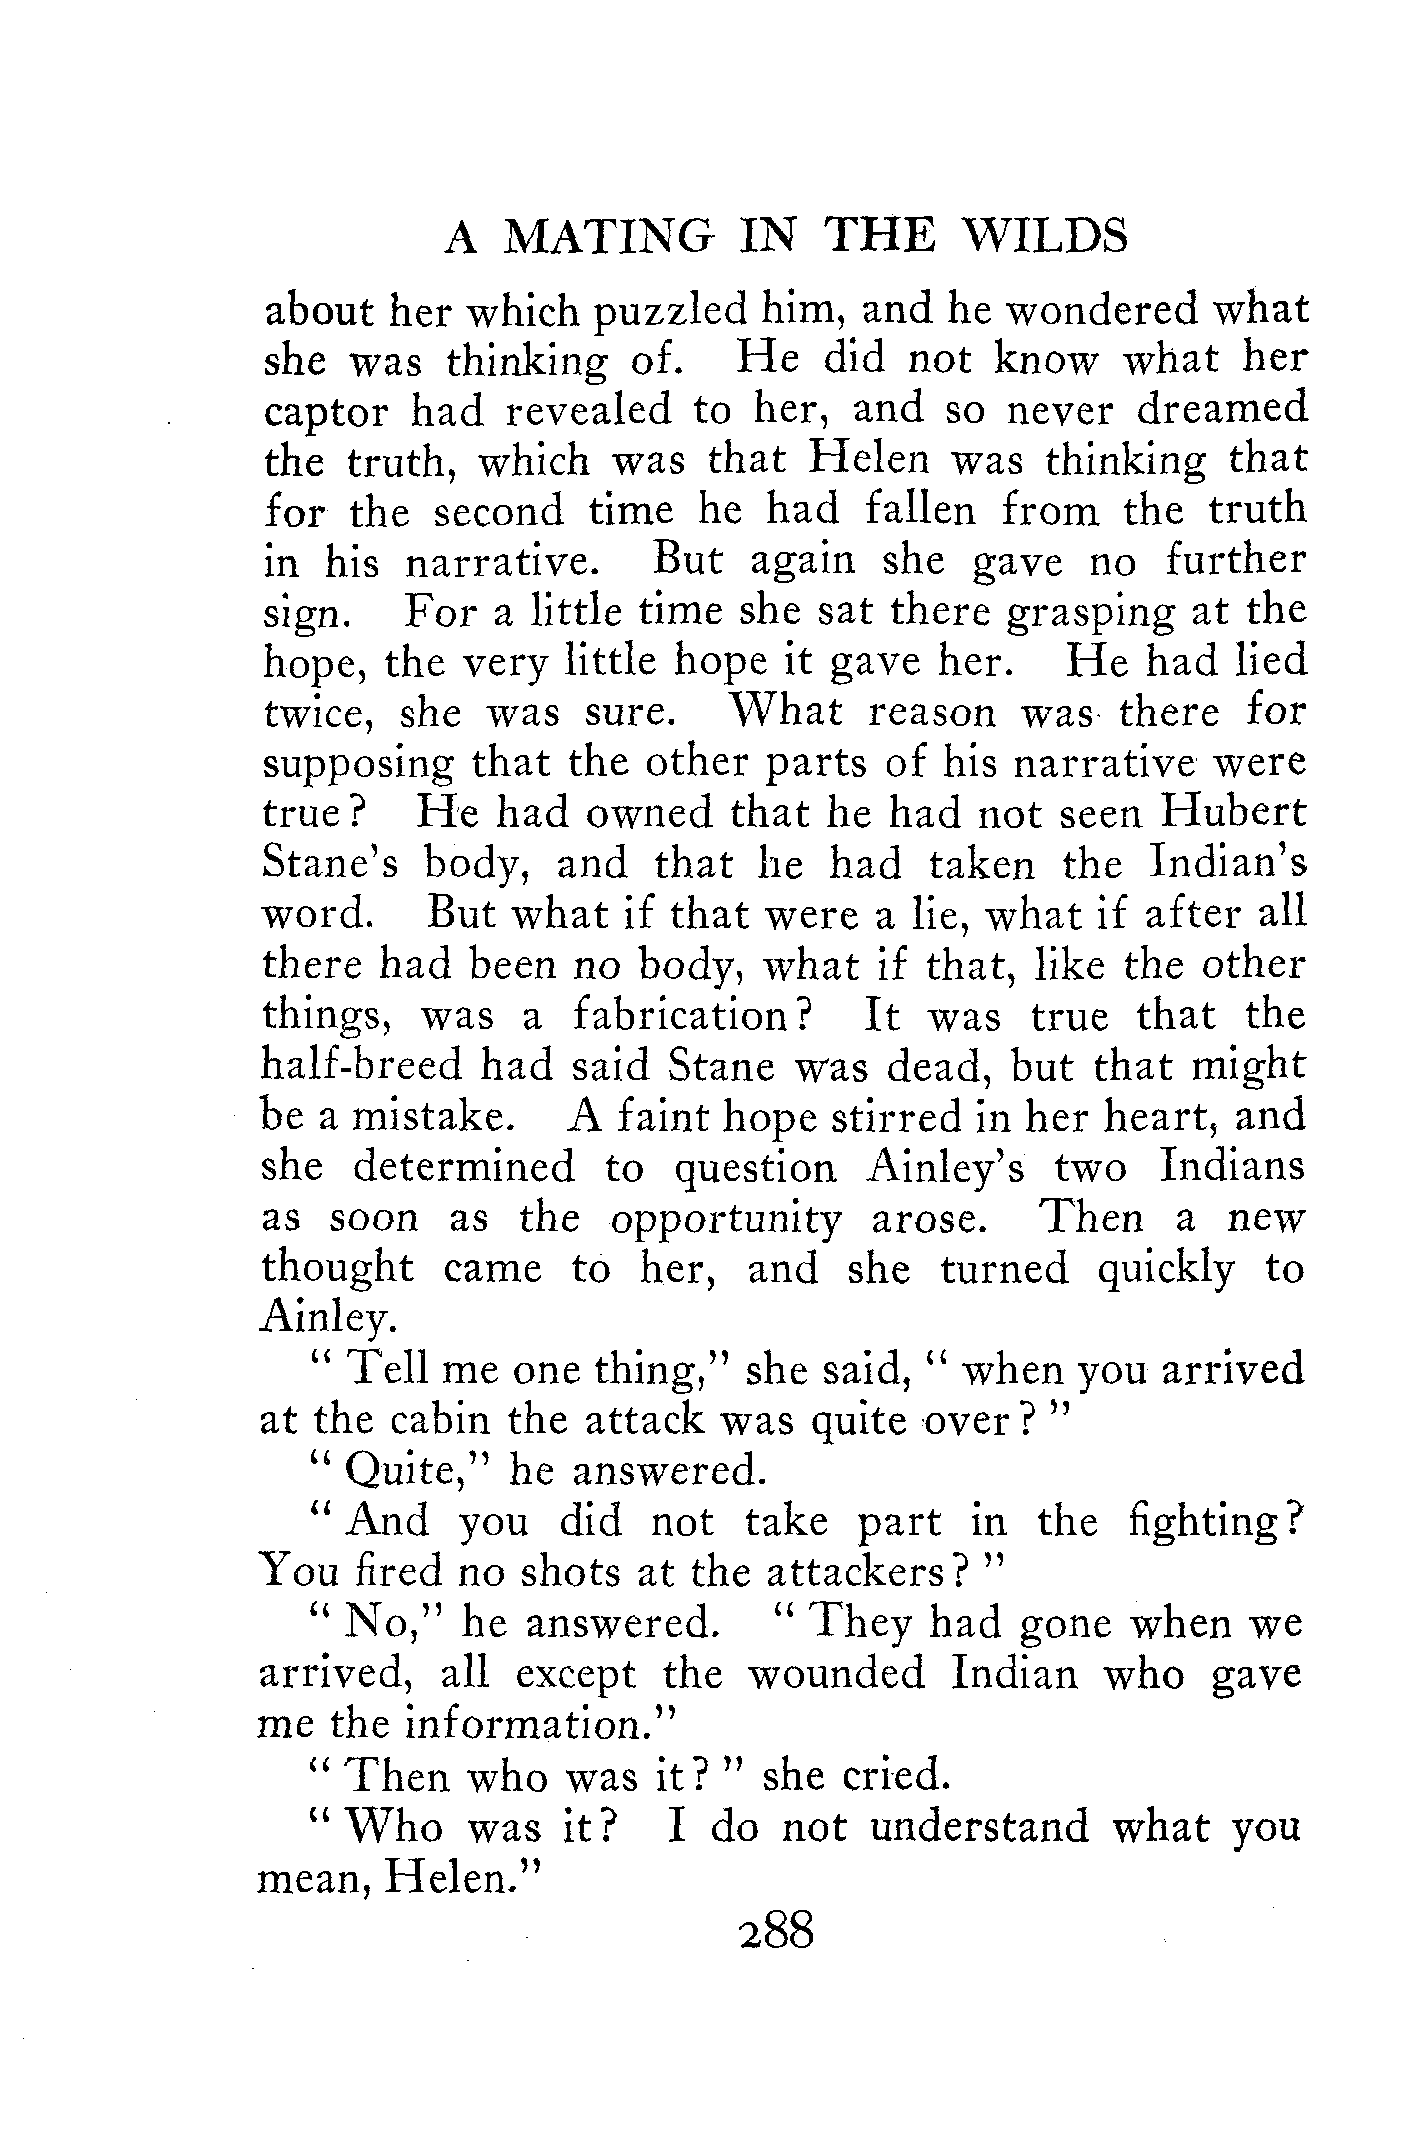 A MATING IN THE WILDS
about her which puzzled him, and he wondered what
she was thinking of. He did not know what her
captor had revealed to her, and so never dreamed
the truth, which was that Helen was thinking that
for the second time he had fallen from the truth
in his narrative. But again she gave no further
sign. For a little time she sat there grasping at the
hope, the very little hope it gave her. He had lied
twice, she was sure. What reason was there for
supposing that the other parts of his narrative were
true? He had owned that he had not seen Hubert
Stane's body, and that he had taken the Indian's
word. But what if that were a lie, what if after all
there had been no body, what if that, like the other
things, was a fabrication? It was true that the
half-breed had said Stane was dead, but that might
be a mistake. A faint hope stirred in her heart, and
she determined to question Ainley's two Indians
as soon as the opportunity arose. Then a new
thought came to her, and she turned quickly to
Ainley.
" Tell me one thing," she said, " when you arrived
at the cabin the attack was quite over? "
" Quite," he answered.
" And you did not take part in the fighting?
You fired no shots at the attackers? "
" No," he answered. " They had gone when we
arrived, all except the wounded Indian who gave
me the information."
" Then who was it? " she cried.
" Who was it? I do not understand what you
mean, Helen."
288